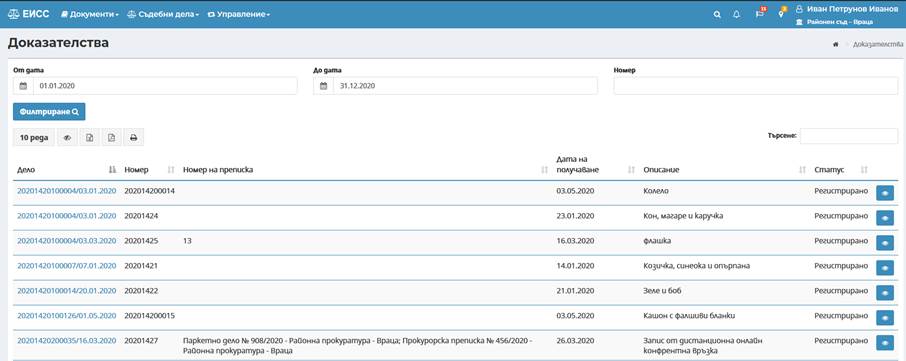 ЕИСС Документи Съдебни дела Управление 15 3 Иван Петрунов Иванов
Районен съд – Враца
Доказателства Доказателства
От дата До дата Номер
01.01.2020 31.12.2020
Филтриране
10 реда Търсене:
Дело Номер Номер на преписка Дата на получаване Описание Статус
20201420100004/03.01.2020 202014200014 03.05.2020 Колело Регистрирано
20201420100004/03.01.2020 20201424 23.01.2020 Кон, магаре и каручка Регистрирано
20201420100004/03.03.2020 20201425 13 16.03.2020 флашка Регистрирано
20201420100007/07.01.2020 20201421 14.01.2020 Козичка, синеока и опърпана Регистрирано
20201420100014/20.01.2020 20201422 21.01.2020 Зеле и боб Регистрирано
20201420100126/01.05.2020 202014200015 03.05.2020 Кашон с фалшиви бланки Регистрирано
20201420200035/16.03.2020 20201427 Паркетно дело № 908/2020 - Районна прокуратура - Враца; Прокурорска преписка № 456/2020 - 26.03.2020 Запис от дистанционна онлайн Регистрирано
Районна прокуратура - Враца конферентна връзка